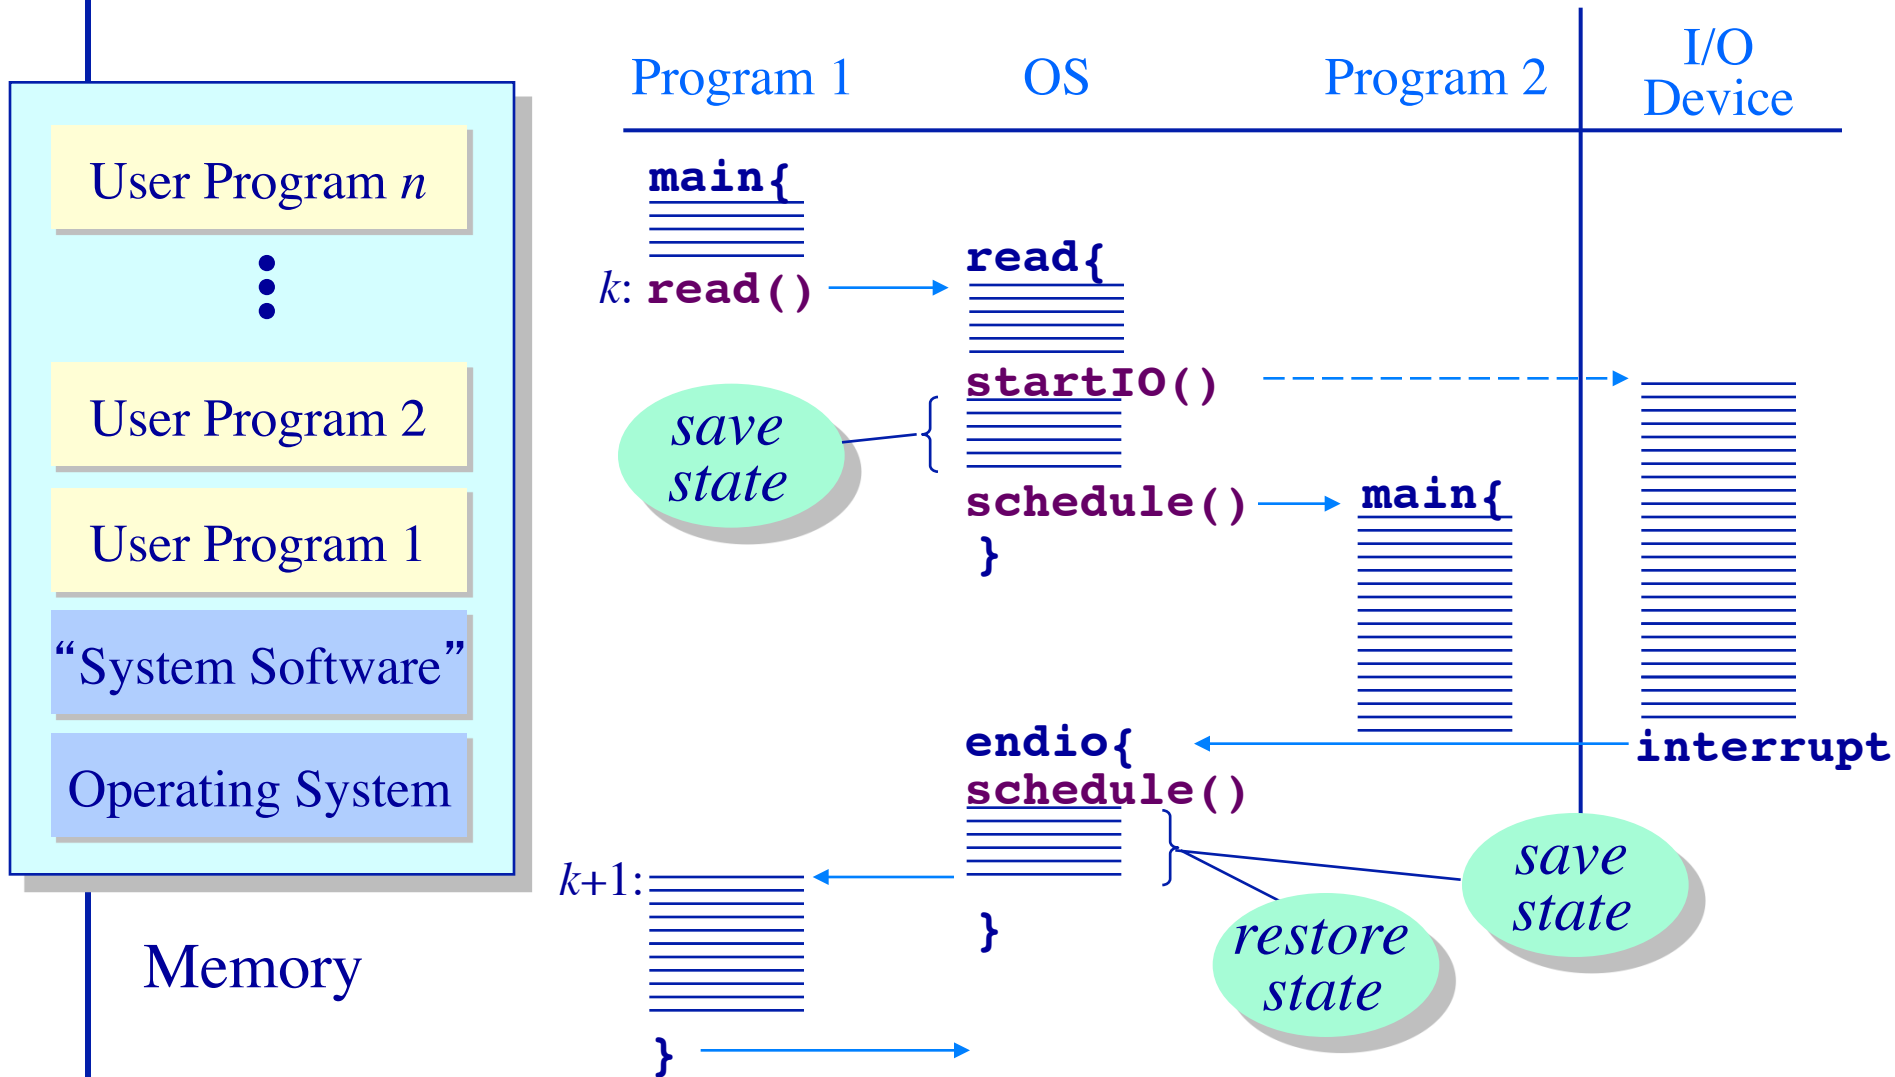 User Program n
User Program 2
User Program 1
“System Software”
Operating System
Memory
Program 1
OS
Program 2
I/O
Device
main{
k: read()
read{
startIO()
save
state
schedule()
}
main{
endio{
interrupt
schedule()
save
state
restore
state
k+1:
}
}